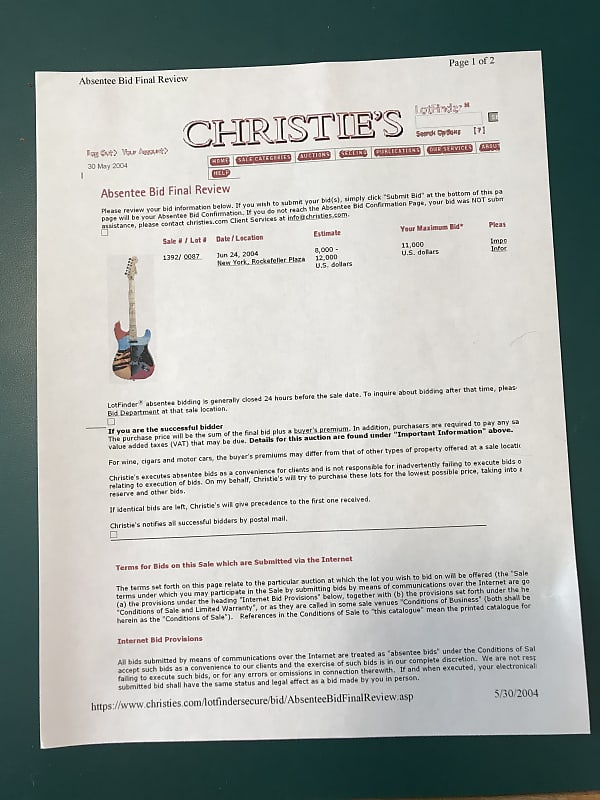 Absentee Bid Final Review
Page 1 of 2
CHRISTIE'S
LotFinder℠
Search Options [?]
Log Out> Your Account>
30 May 2004
HOME SALE CATEGORIES AUCTIONS SELLING PUBLICATIONS OUR SERVICES ABOUT
HELP
Absentee Bid Final Review
Please review your bid information below. If you wish to submit your bid(s), simply click "Submit Bid" at the bottom of this pa
page will be your Absentee Bid Confirmation. If you do not reach the Absentee Bid Confirmation Page, your bid was NOT subm
assistance, please contact christies.com Client Services at info@christies.com.
Sale # / Lot # Date/Location Estimate Your Maximum Bid* Pleas
1392/ 0087 Jun 24, 2004 8,000 - 11,000 Impo
New York, Rockefeller Plaza 12,000 U.S. dollars Infor
U.S. dollars
LotFinder® absentee bidding is generally closed 24 hours before the sale date. To inquire about bidding after that time, pleas
Bid Department at that sale location.
If you are the successful bidder
The purchase price will be the sum of the final bid plus a buyer's premium. In addition, purchasers are required to pay any sa
value added taxes (VAT) that may be due. Details for this auction are found under "Important Information" above.
For wine, cigars and motor cars, the buyer's premiums may differ from that of other types of property offered at a sale locatio
Christie's executes absentee bids as a convenience for clients and is not responsible for inadvertently failing to execute bids o
relating to execution of bids. On my behalf, Christie's will try to purchase these lots for the lowest possible price, taking into a
reserve and other bids.
If identical bids are left, Christie's will give precedence to the first one received.
Christie's notifies all successful bidders by postal mail.
Terms for Bids on this Sale which are Submitted via the Internet
The terms set forth on this page relate to the particular auction at which the lot you wish to bid on will be offered (the "Sale
terms under which you may participate in the Sale by submitting bids by means of communications over the Internet are go
(a) the provisions under the heading "Internet Bid Provisions" below, together with (b) the provisions set forth under the he
"Conditions of Sale and Limited Warranty", or as they are called in some sale venues "Conditions of Business" (both shall be
herein as the "Conditions of Sale"). References in the Conditions of Sale to "this catalogue" mean the printed catalogue for
Internet Bid Provisions
All bids submitted by means of communications over the Internet are treated as "absentee bids" under the Conditions of Sal
accept such bids as a convenience to our clients and the exercise of such bids is in our complete discretion. We are not resp
failing to execute such bids, or for any errors or omissions in connection therewith. If and when executed, your electronicall
submitted bid shall have the same status and legal effect as a bid made by you in person.
https://www.christies.com/lotfindersecure/bid/AbsenteeBidFinalReview.asp
5/30/2004